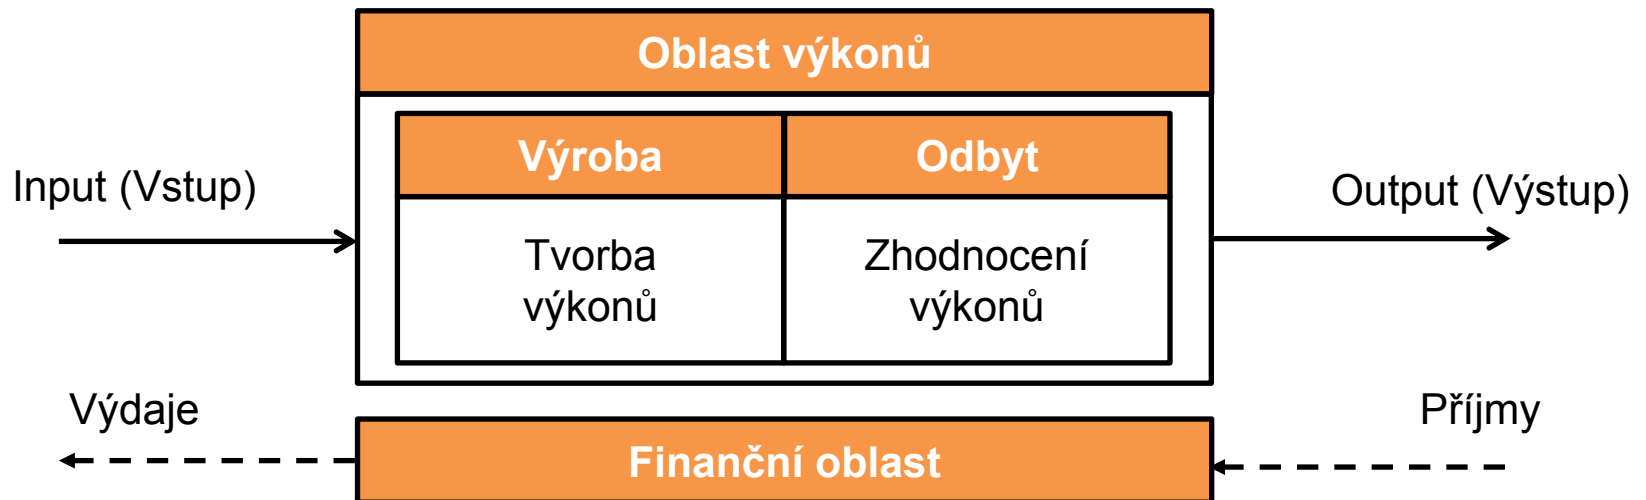 Oblast výkonů
Výroba
Odbyt
Input (Vstup)
Output (Výstup)
Tvorba
výkonů
Zhodnocení
výkonů
Výdaje
Příjmy
Finanční oblast